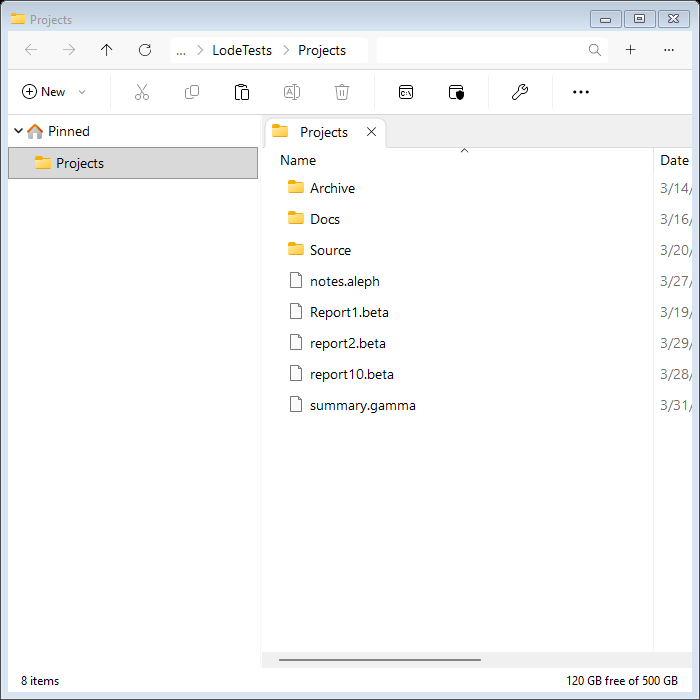 Projects
... LodeTests Projects
New
Pinned
Projects
Projects
Name Date
Archive 3/14/
Docs 3/16/
Source 3/20/
notes.aleph 3/27/
Report1.beta 3/19/
report2.beta 3/29/
report10.beta 3/28/
summary.gamma 3/31/
8 items 120 GB free of 500 GB